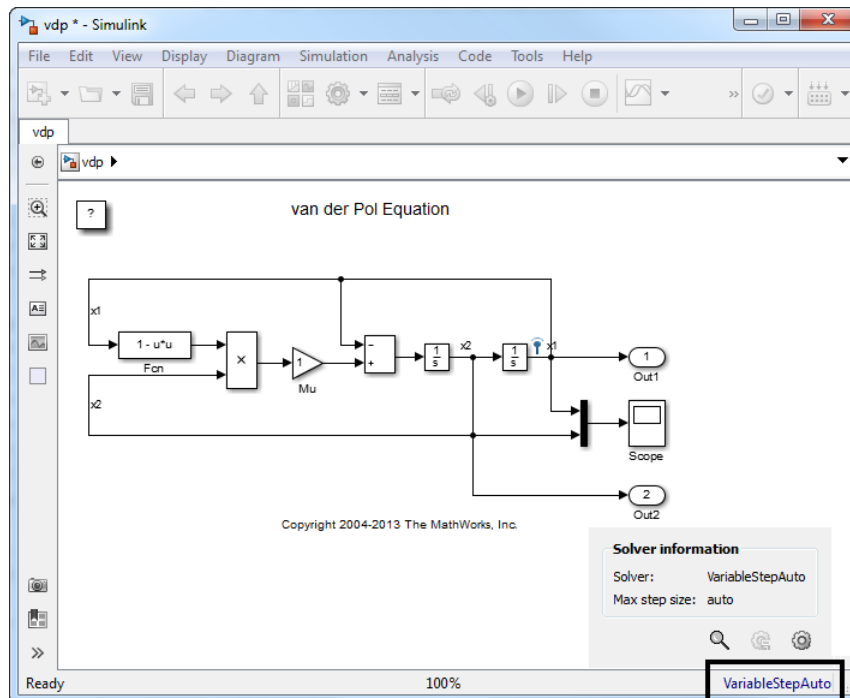 vdp * - Simulink
File Edit View Display Diagram Simulation Analysis Code Tools Help
vdp
vdp
?
van der Pol Equation
x1
1 - u*u
Fcn
×
1
Mu
−
+
1
s
x2
1
s
x1
1
Out1
x2
Scope
2
Out2
Copyright 2004-2013 The MathWorks, Inc.
Solver information
Solver: VariableStepAuto
Max step size: auto
Ready 100% VariableStepAuto